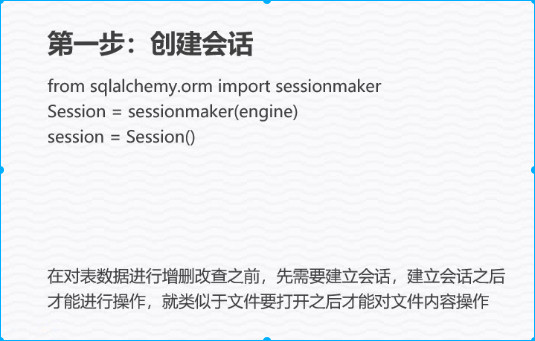 第一步：创建会话
from sqlalchemy.orm import sessionmaker
Session = sessionmaker(engine)
session = Session()
在对表数据进行增删改查之前，先需要建立会话，建立会话之后
才能进行操作，就类似于文件要打开之后才能对文件内容操作